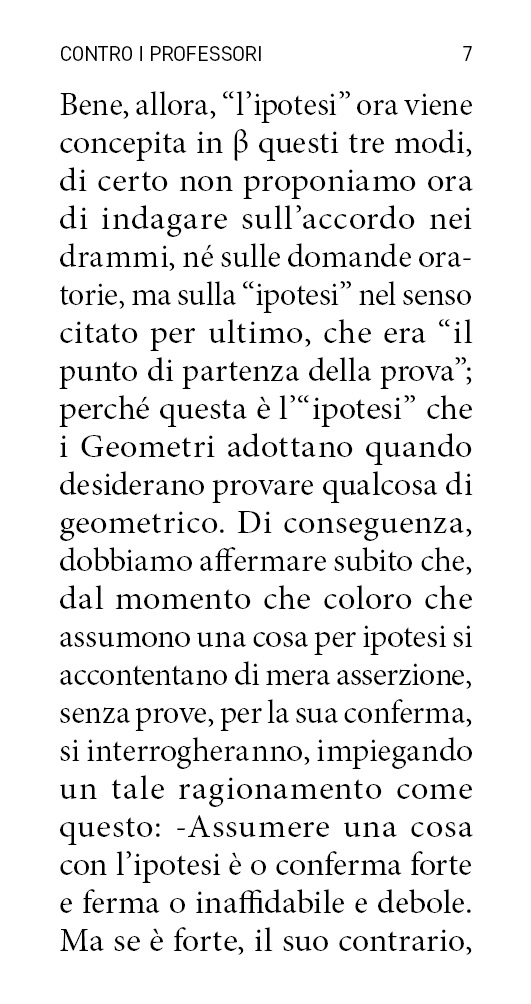 CONTRO I PROFESSORI 7
Bene, allora, “l’ipotesi” ora viene
concepita in β questi tre modi,
di certo non proponiamo ora
di indagare sull’accordo nei
drammi, né sulle domande ora-
torie, ma sulla “ipotesi” nel senso
citato per ultimo, che era “il
punto di partenza della prova”;
perché questa è l’“ipotesi” che
i Geometri adottano quando
desiderano provare qualcosa di
geometrico. Di conseguenza,
dobbiamo affermare subito che,
dal momento che coloro che
assumono una cosa per ipotesi si
accontentano di mera asserzione,
senza prove, per la sua conferma,
si interrogheranno, impiegando
un tale ragionamento come
questo: -Assumere una cosa
con l’ipotesi è o conferma forte
e ferma o inaffidabile e debole.
Ma se è forte, il suo contrario,